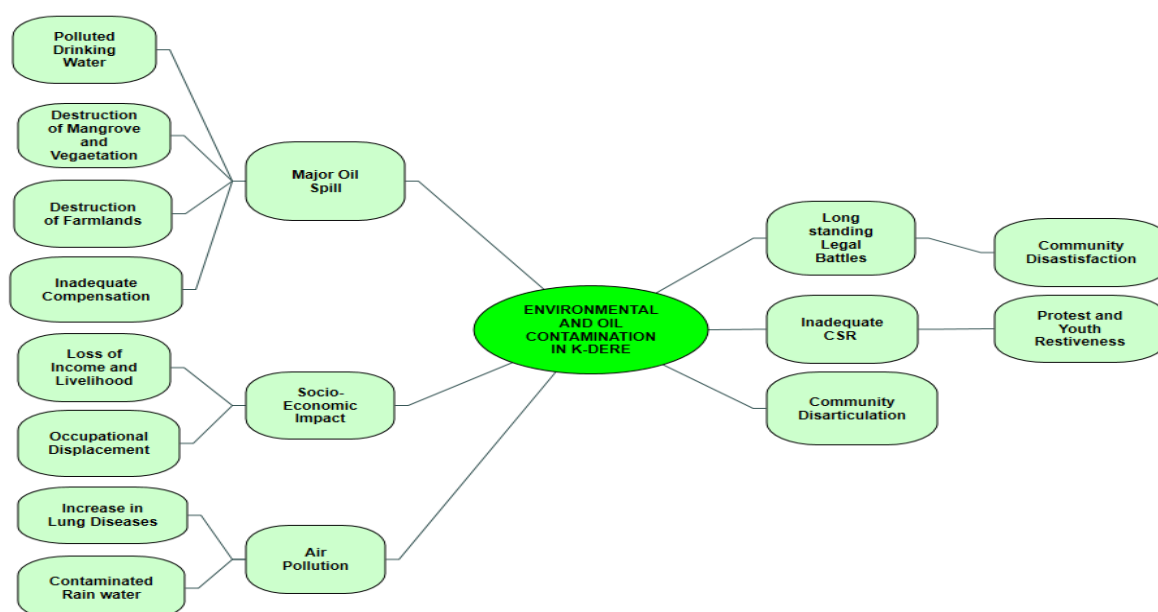 Polluted
Drinking
Water
Destruction
of Mangrove
and
Vegaetation
Destruction
of Farmlands
Inadequate
Compensation
Major Oil
Spill
Loss of
Income and
Livelihood
Occupational
Displacement
Socio-
Economic
Impact
Increase in
Lung Diseases
Contaminated
Rain water
Air
Pollution
ENVIRONMENTAL
AND OIL
CONTAMINATION
IN K-DERE
Long
standing
Legal
Battles
Community
Disastisfaction
Inadequate
CSR
Protest and
Youth
Restiveness
Community
Disarticulation